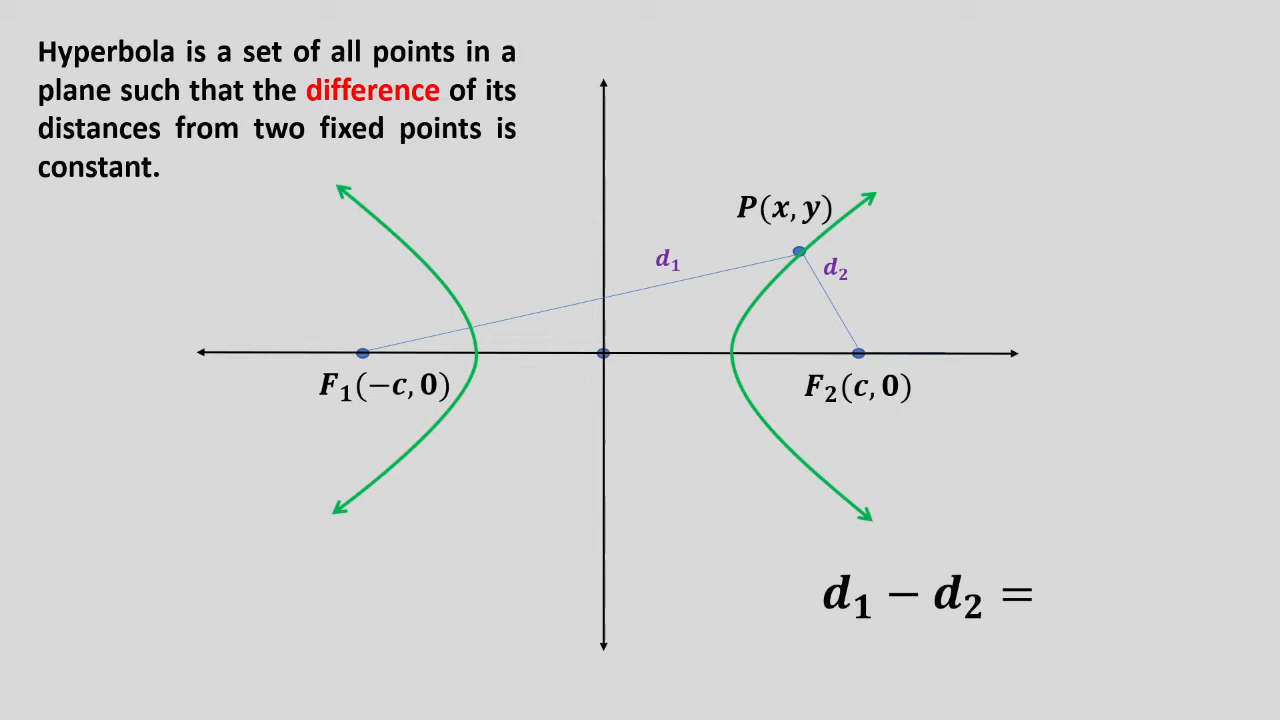 Hyperbola is a set of all points in a
plane such that the difference of its
distances from two fixed points is
constant.
P(x, y)
d₁
d₂
F₁(−c, 0)
F₂(c, 0)
d₁ − d₂ =